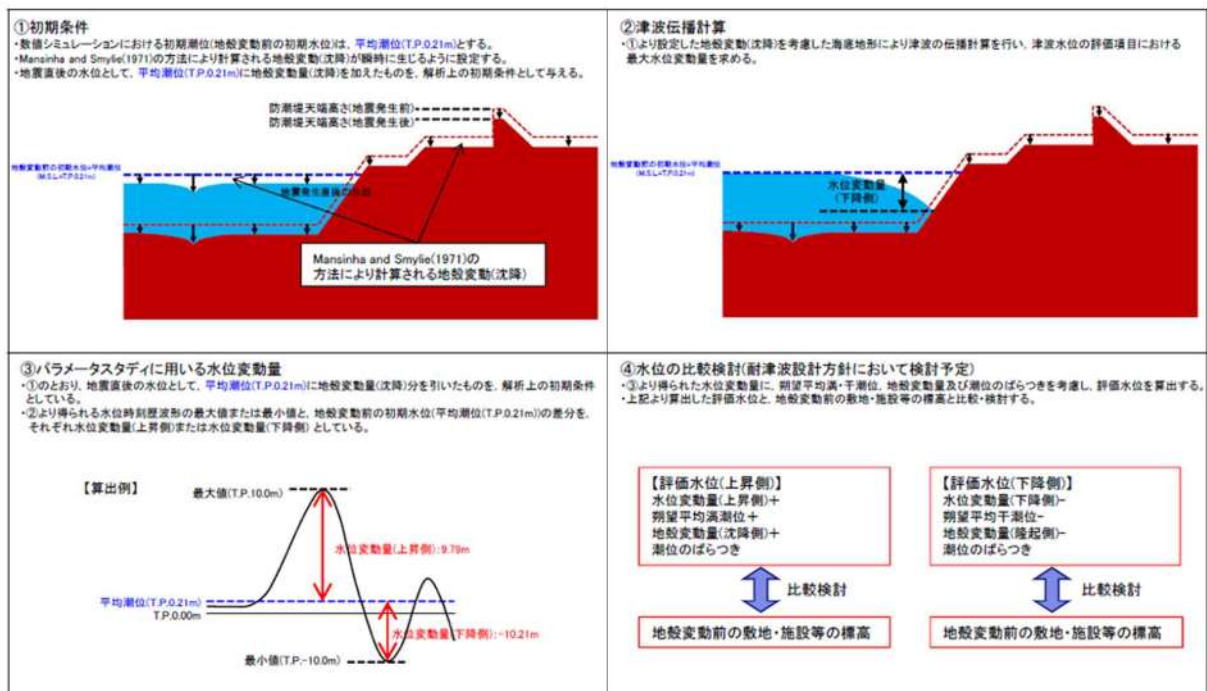 ①初期条件
・数値シミュレーションにおける初期潮位(地殻変動前の初期水位)は、平均潮位(T.P.0.21m)とする。
・Mansinha and Smylie(1971)の方法により計算される地殻変動(沈降)が瞬時に生じるように設定する。
・地震直後の水位として、平均潮位(T.P.0.21m)に地殻変動量(沈降)を加えたものを、解析上の初期条件として与える。
防潮堤天端高さ(地震発生前)
防潮堤天端高さ(地震発生後)
地殻変動前の初期水位=平均潮位
(M.S.L.=T.P.0.21m)
地震発生直後の
Mansinha and Smylie(1971)の
方法により計算される地殻変動(沈降)
②津波伝播計算
・①より設定した地殻変動(沈降)を考慮した海底地形により津波の伝播計算を行い、津波水位の評価項目における
最大水位変動量を求める。
地殻変動前の初期水位=平均潮位
(M.S.L.=T.P.0.21m)
水位変動量
(下降側)
③パラメータスタディに用いる水位変動量
・①のとおり、地震直後の水位として、平均潮位(T.P.0.21m)に地殻変動量(沈降)分を引いたものを、解析上の初期条件
としている。
・②より得られる水位時刻歴波形の最大値または最小値と、地殻変動前の初期水位(平均潮位(T.P.0.21m))の差分を、
それぞれ水位変動量(上昇側)または水位変動量(下降側)としている。
【算出例】
最大値(T.P.10.0m)
水位変動量(上昇側):9.79m
平均潮位(T.P.0.21m)
T.P.0.00m
水位変動量(下降側):-10.21m
最小値(T.P.-10.0m)
④水位の比較検討(耐津波設計方針において検討予定)
・③より得られた水位変動量に、朔望平均満・干潮位、地殻変動量及び潮位のばらつきを考慮し、評価水位を算出する。
・上記より算出した評価水位と、地殻変動前の敷地・施設等の標高と比較・検討する。
【評価水位(上昇側)】
水位変動量(上昇側)+
朔望平均満潮位+
地殻変動量(沈降側)+
潮位のばらつき
比較検討
地殻変動前の敷地・施設等の標高
【評価水位(下降側)】
水位変動量(下降側)-
朔望平均干潮位-
地殻変動量(隆起側)-
潮位のばらつき
比較検討
地殻変動前の敷地・施設等の標高